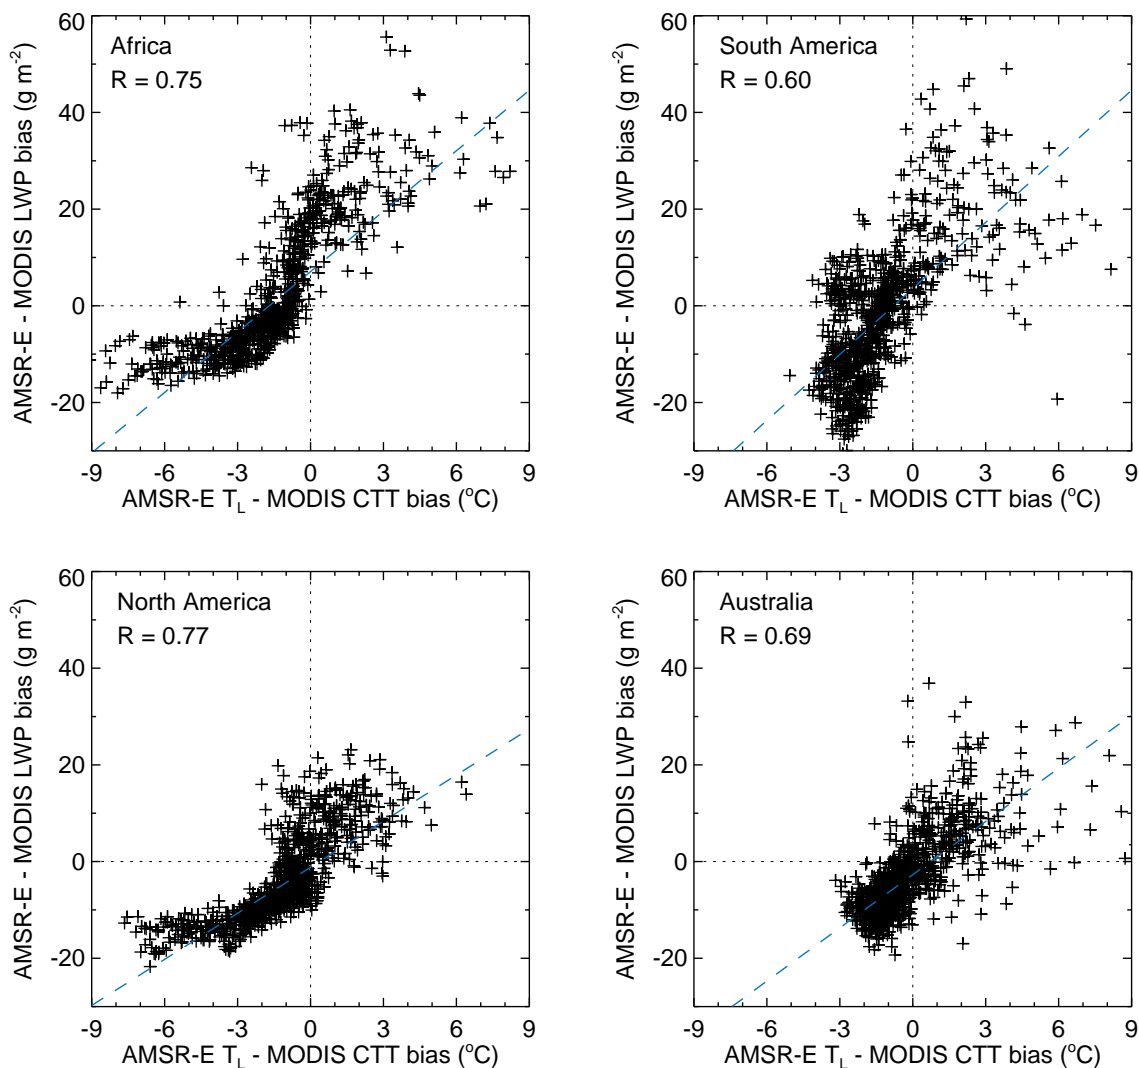 Africa
R = 0.75
60
40
20
0
-20
AMSR-E - MODIS LWP bias (g m-2)
-9 -6 -3 0 3 6 9
AMSR-E TL - MODIS CTT bias (oC)
South America
R = 0.60
60
40
20
0
-20
AMSR-E - MODIS LWP bias (g m-2)
-9 -6 -3 0 3 6 9
AMSR-E TL - MODIS CTT bias (oC)
North America
R = 0.77
60
40
20
0
-20
AMSR-E - MODIS LWP bias (g m-2)
-9 -6 -3 0 3 6 9
AMSR-E TL - MODIS CTT bias (oC)
Australia
R = 0.69
60
40
20
0
-20
AMSR-E - MODIS LWP bias (g m-2)
-9 -6 -3 0 3 6 9
AMSR-E TL - MODIS CTT bias (oC)